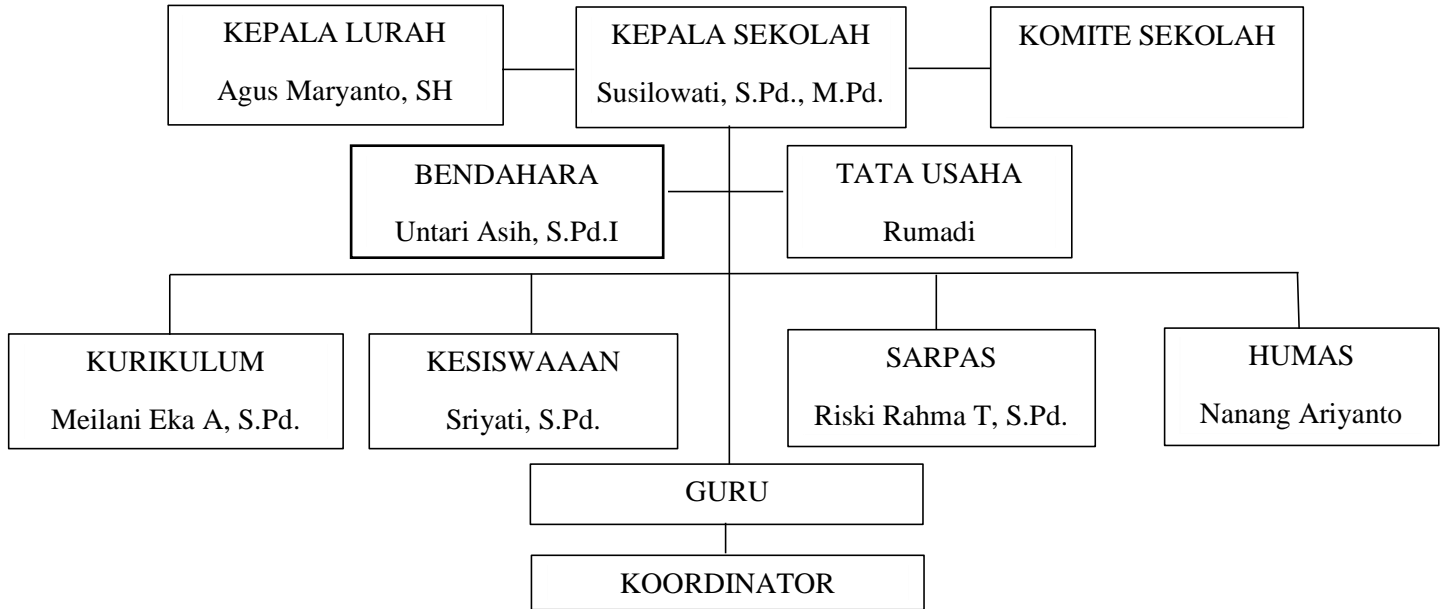 KEPALA LURAH
Agus Maryanto, SH
KEPALA SEKOLAH
Susilowati, S.Pd., M.Pd.
KOMITE SEKOLAH
BENDAHARA
Untari Asih, S.Pd.I
TATA USAHA
Rumadi
KURIKULUM
Meilani Eka A, S.Pd.
KESISWAAAN
Sriyati, S.Pd.
SARPAS
Riski Rahma T, S.Pd.
HUMAS
Nanang Ariyanto
GURU
KOORDINATOR